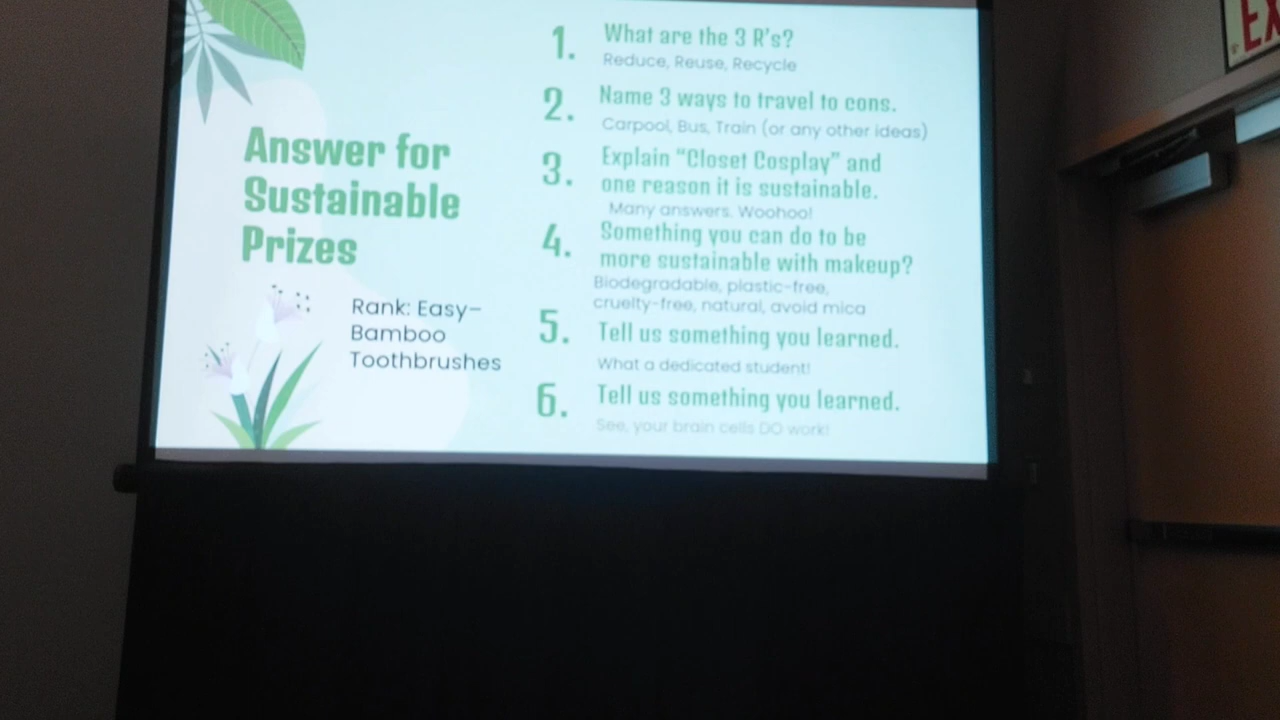 Answer for
Sustainable
Prizes
Rank: Easy–
Bamboo
Toothbrushes
1. What are the 3 R's?
Reduce, Reuse, Recycle
2. Name 3 ways to travel to cons.
Carpool, Bus, Train (or any other ideas)
3. Explain "Closet Cosplay" and
one reason it is sustainable.
Many answers. Woohoo!
4. Something you can do to be
more sustainable with makeup?
Biodegradable, plastic-free,
cruelty-free, natural, avoid mica
5. Tell us something you learned.
What a dedicated student!
6. Tell us something you learned.
See, your brain cells DO work!
EX